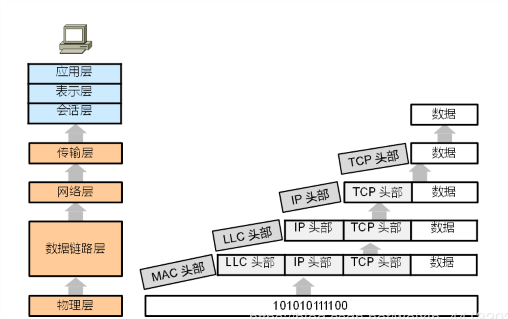 应用层
表示层
会话层
传输层
网络层
数据链路层
物理层
数据
TCP 头部
数据
IP 头部
TCP 头部 数据
LLC 头部
IP 头部 TCP 头部 数据
MAC 头部
LLC 头部 IP 头部 TCP 头部 数据
101010111100